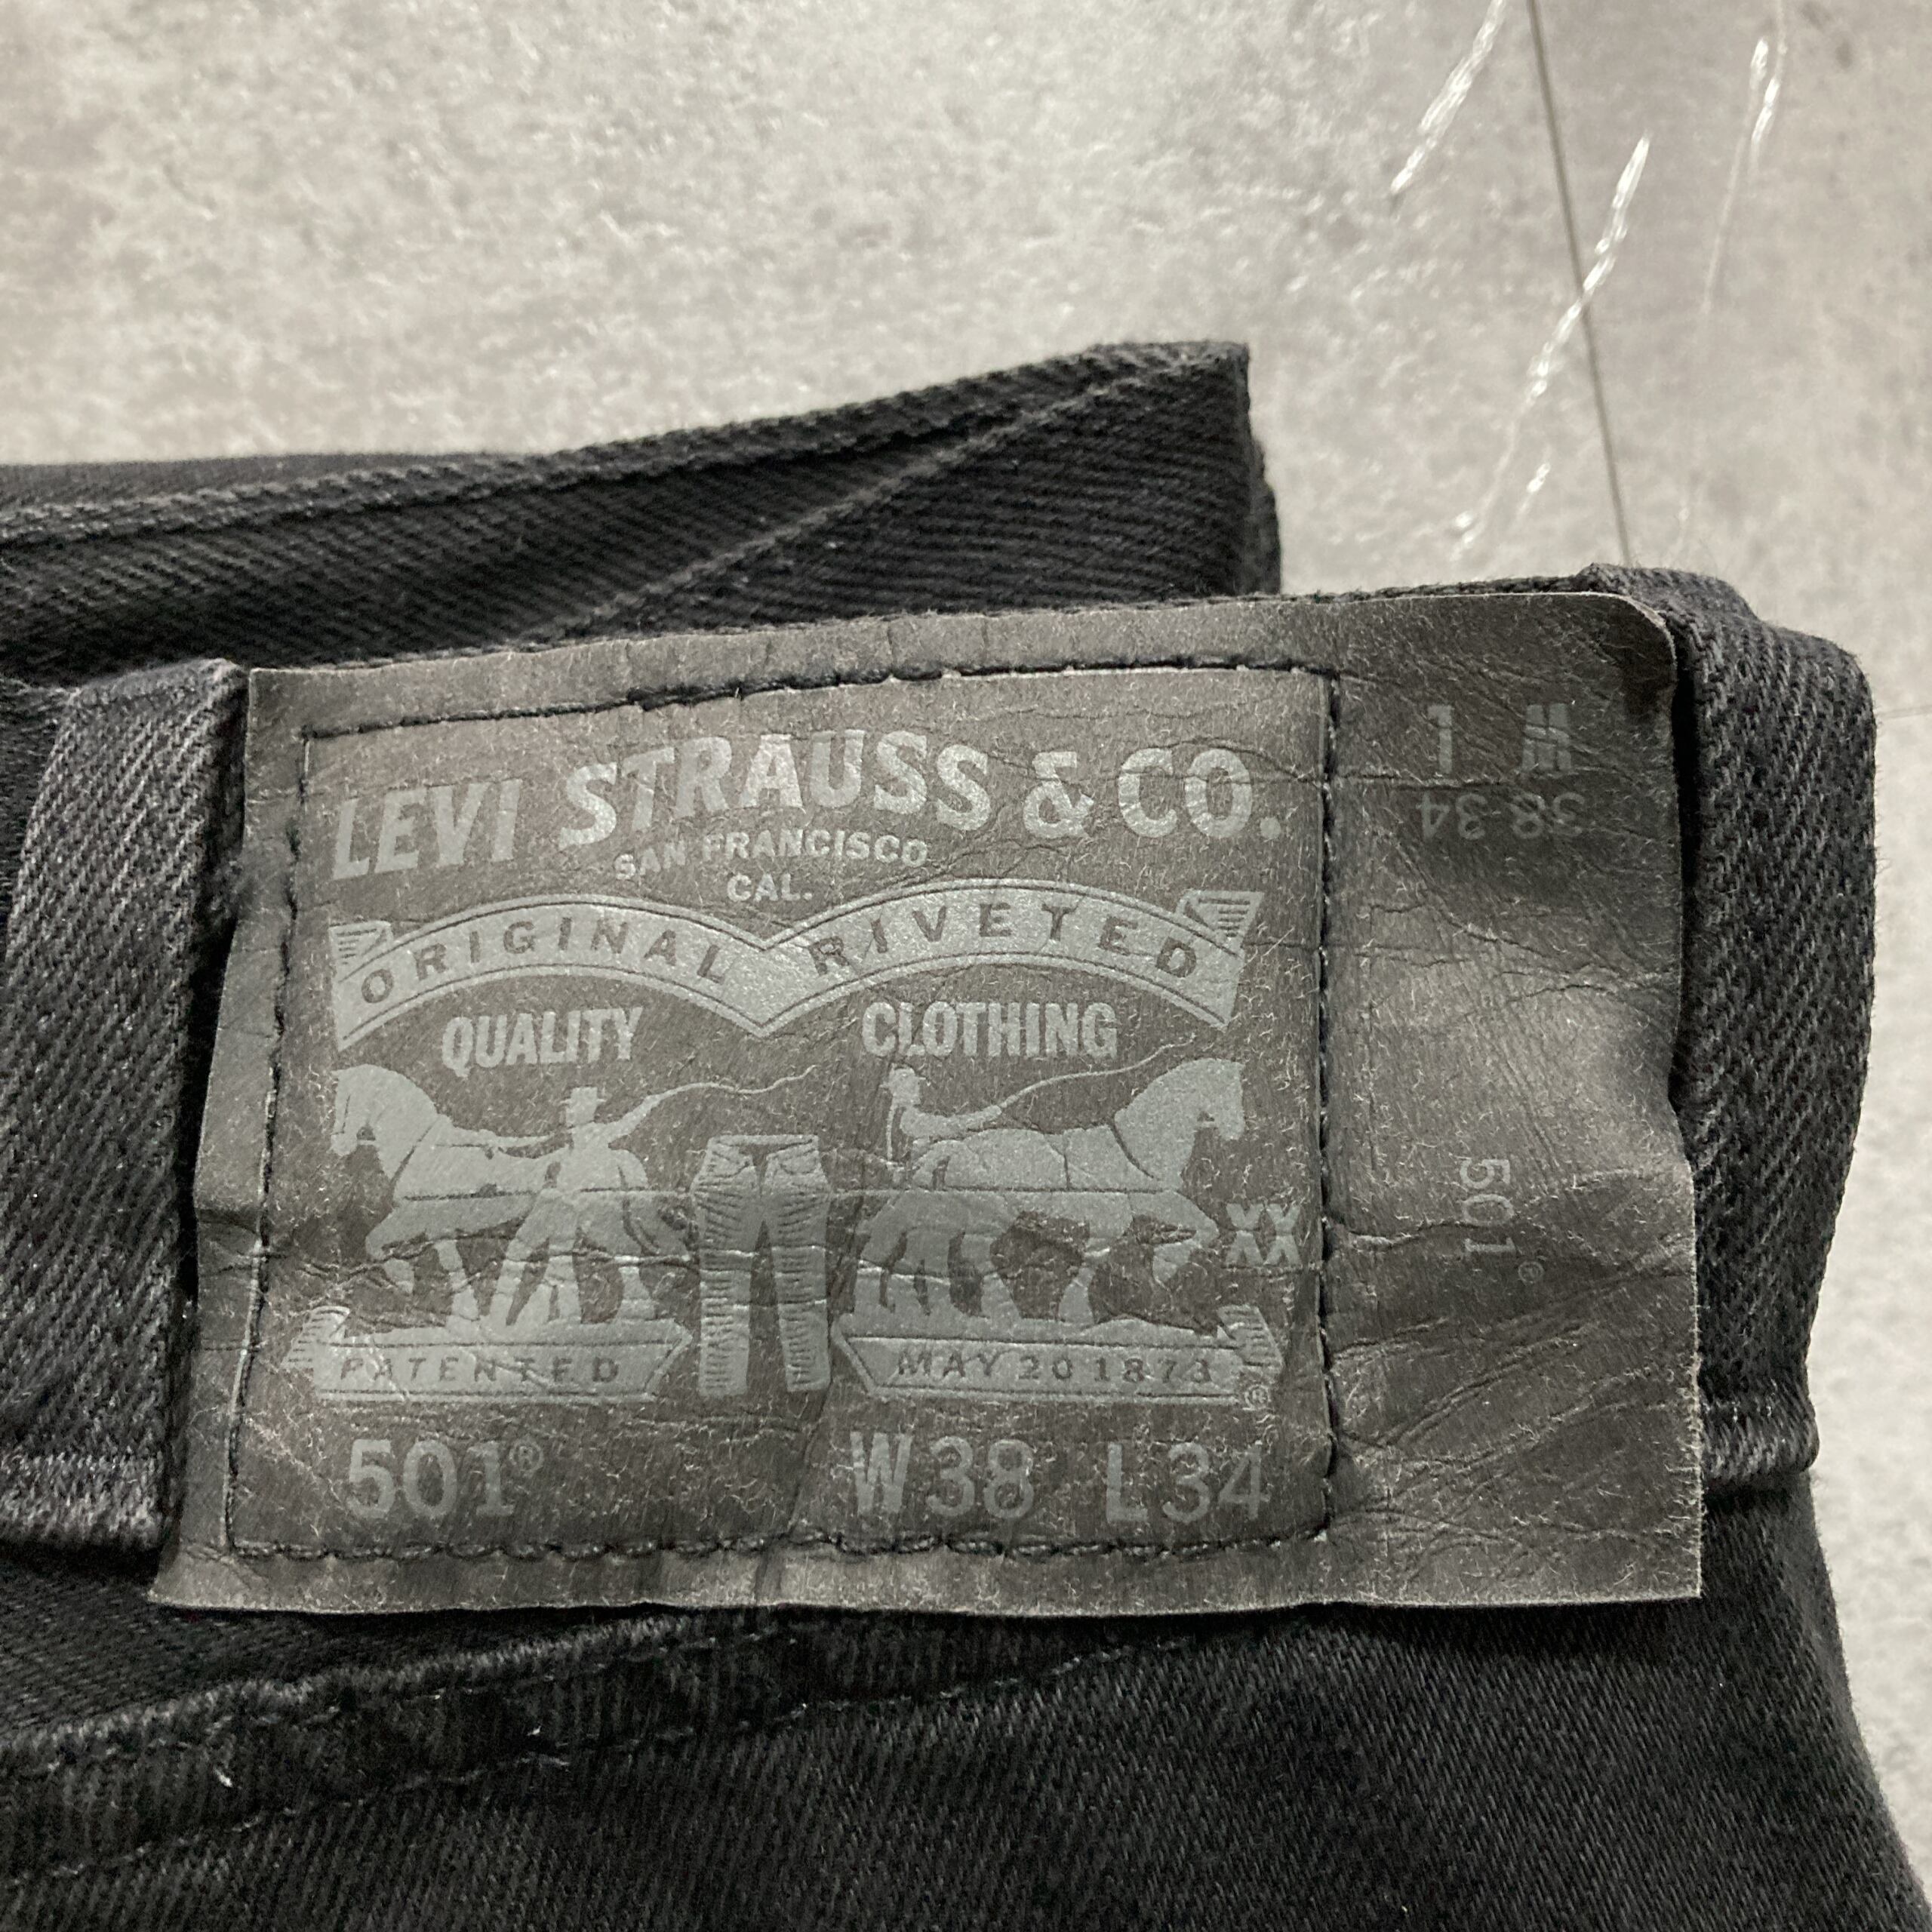 LEVI STRAUSS & CO.
SAN FRANCISCO
CAL.
ORIGINAL RIVETED
QUALITY CLOTHING
XX
PATENTED MAY 20 1873
®
501® W38 L34
W L
38 34
501®